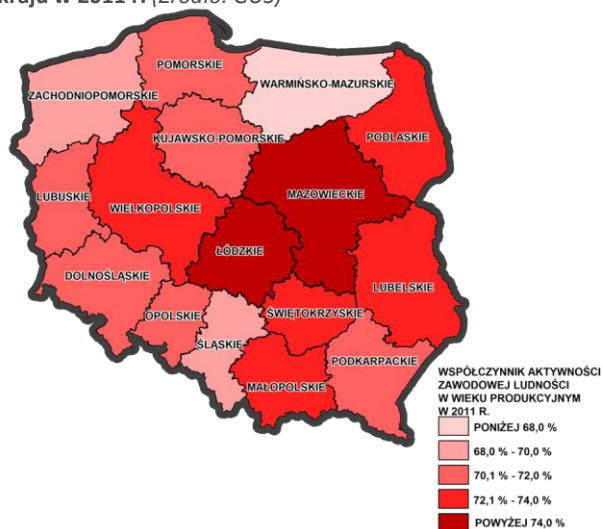 kraju w 2011 r. (źródło: GUS)
POMORSKIE
WARMIŃSKO-MAZURSKIE
ZACHODNIOPOMORSKIE
KUJAWSKO-POMORSKIE
PODLASKIE
LUBUSKIE
WIELKOPOLSKIE
MAZOWIECKIE
ŁÓDZKIE
DOLNOŚLĄSKIE
LUBELSKIE
OPOLSKIE
ŚWIĘTOKRZYSKIE
ŚLĄSKIE
PODKARPACKIE
MAŁOPOLSKIE
WSPÓŁCZYNNIK AKTYWNOŚCI
ZAWODOWEJ LUDNOŚCI
W WIEKU PRODUKCYJNYM
W 2011 R.
PONIŻEJ 68,0 %
68,0 % - 70,0 %
70,1 % - 72,0 %
72,1 % - 74,0 %
POWYŻEJ 74,0 %